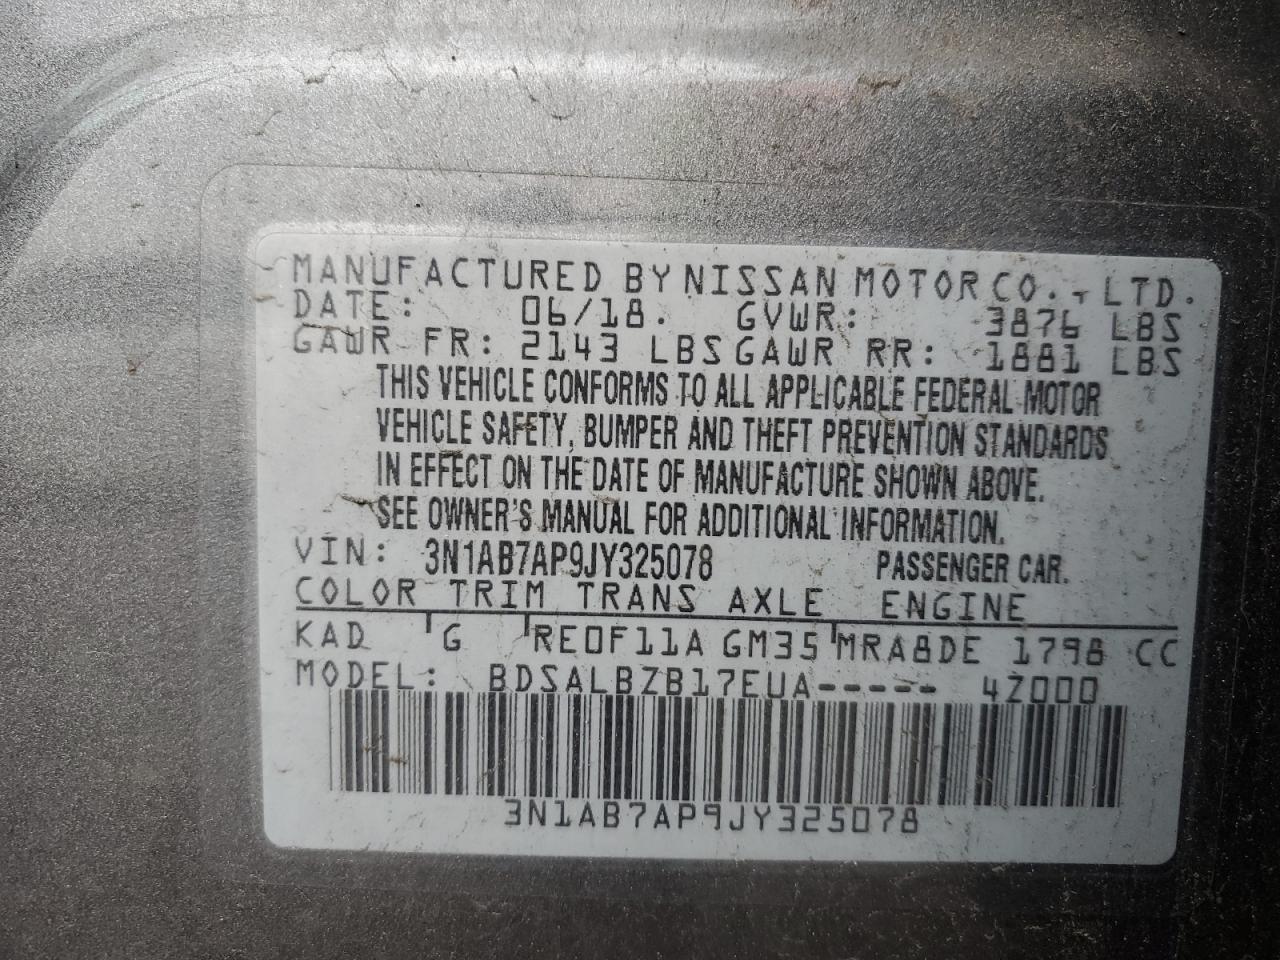 MANUFACTURED BY NISSAN MOTOR CO., LTD.
DATE: 06/18. GVWR: 3876 LBS
GAWR FR: 2143 LBS GAWR RR: 1881 LBS
THIS VEHICLE CONFORMS TO ALL APPLICABLE FEDERAL MOTOR
VEHICLE SAFETY, BUMPER AND THEFT PREVENTION STANDARDS
IN EFFECT ON THE DATE OF MANUFACTURE SHOWN ABOVE.
SEE OWNER'S MANUAL FOR ADDITIONAL INFORMATION.
VIN: 3N1AB7AP9JY325078 PASSENGER CAR.
COLOR TRIM TRANS AXLE ENGINE
KAD G RE0F11A GM35 MRA8DE 1798 CC
MODEL: BDSALBZB17EUA----- 4Z000
3N1AB7AP9JY325078